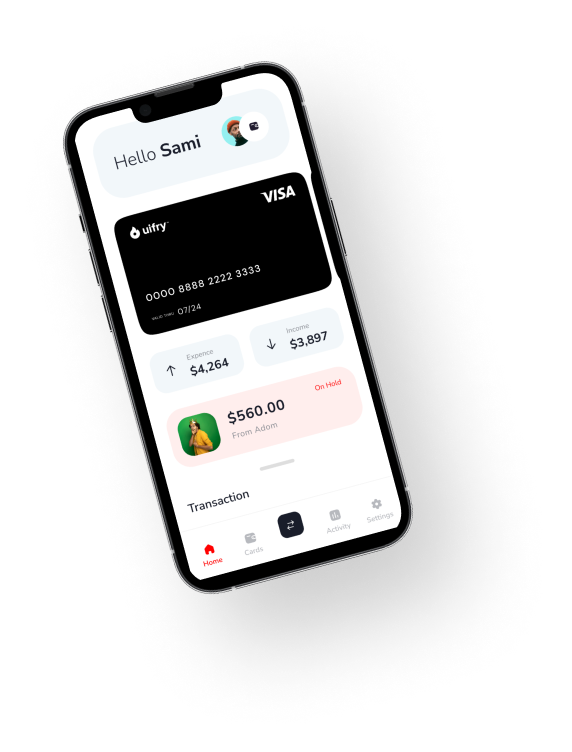 Hello Sami
uifry™
VISA
0000 8888 2222 3333
VALID THRU 07/24
Expence
$4,264
Income
$3,897
On Hold
$560.00
From Adom
Transaction
Home
Cards
Activity
Settings